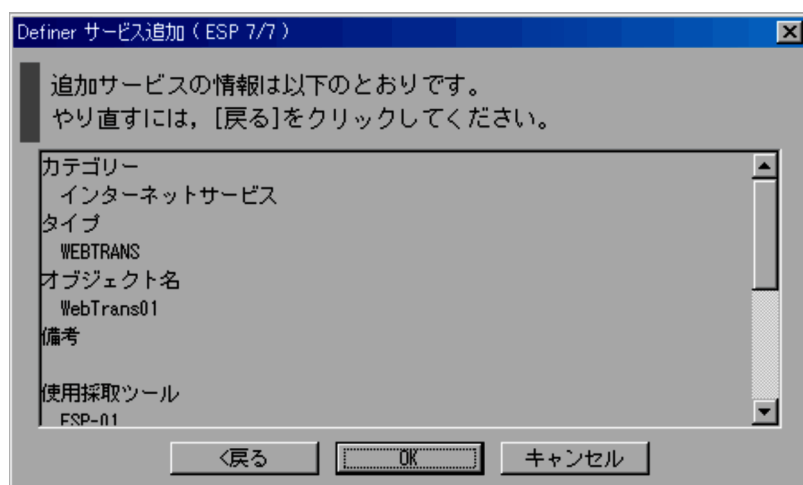 Definer サービス追加 ( ESP 7/7 )
追加サービスの情報は以下のとおりです。
やり直すには，[戻る]をクリックしてください。
カテゴリー
インターネットサービス
タイプ
WEBTRANS
オブジェクト名
WebTrans01
備考
使用採取ツール
ESP-01
<戻る
OK
キャンセル